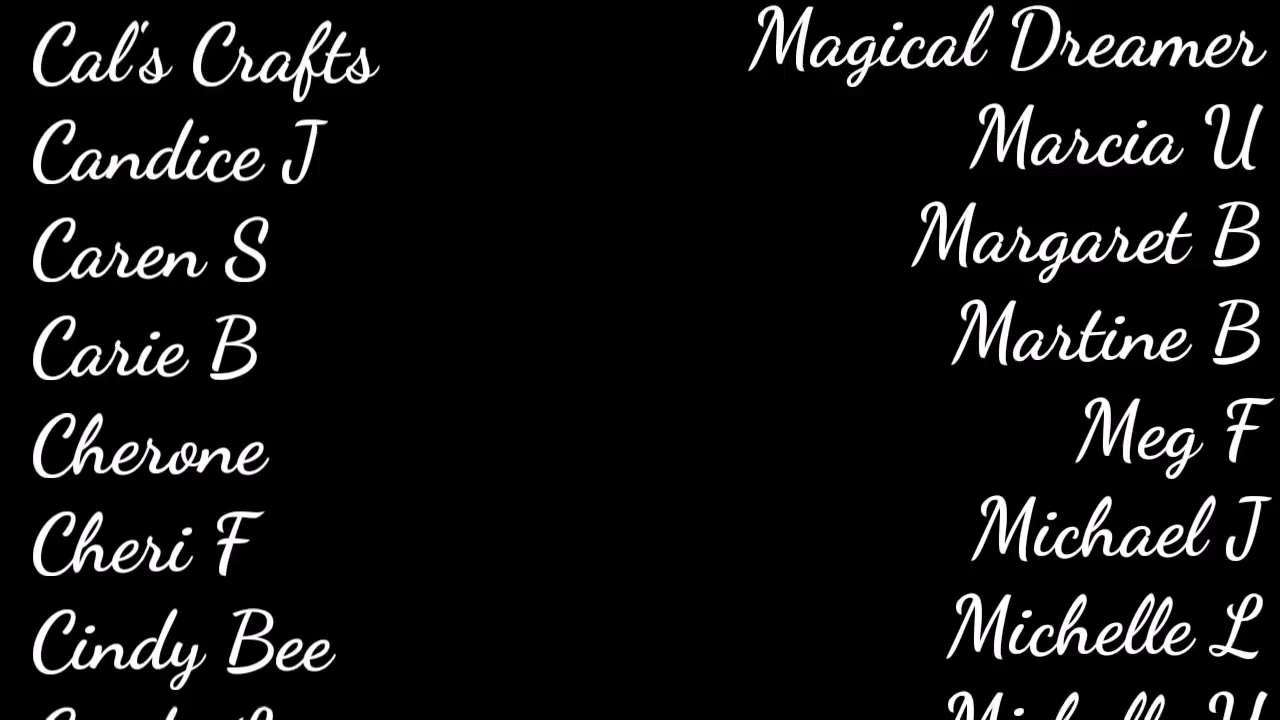 Cal's Crafts
Candice J
Caren S
Carie B
Cherone
Cheri F
Cindy Bee
Magical Dreamer
Marcia U
Margaret B
Martine B
Meg F
Michael J
Michelle L